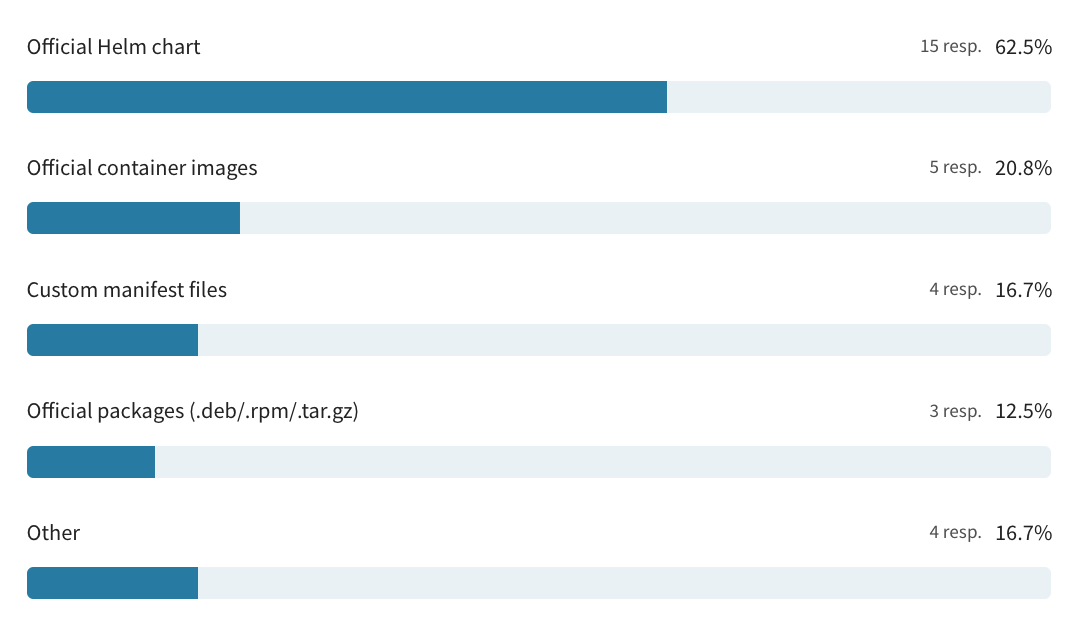 Official Helm chart 15 resp. 62.5%
Official container images 5 resp. 20.8%
Custom manifest files 4 resp. 16.7%
Official packages (.deb/.rpm/.tar.gz) 3 resp. 12.5%
Other 4 resp. 16.7%